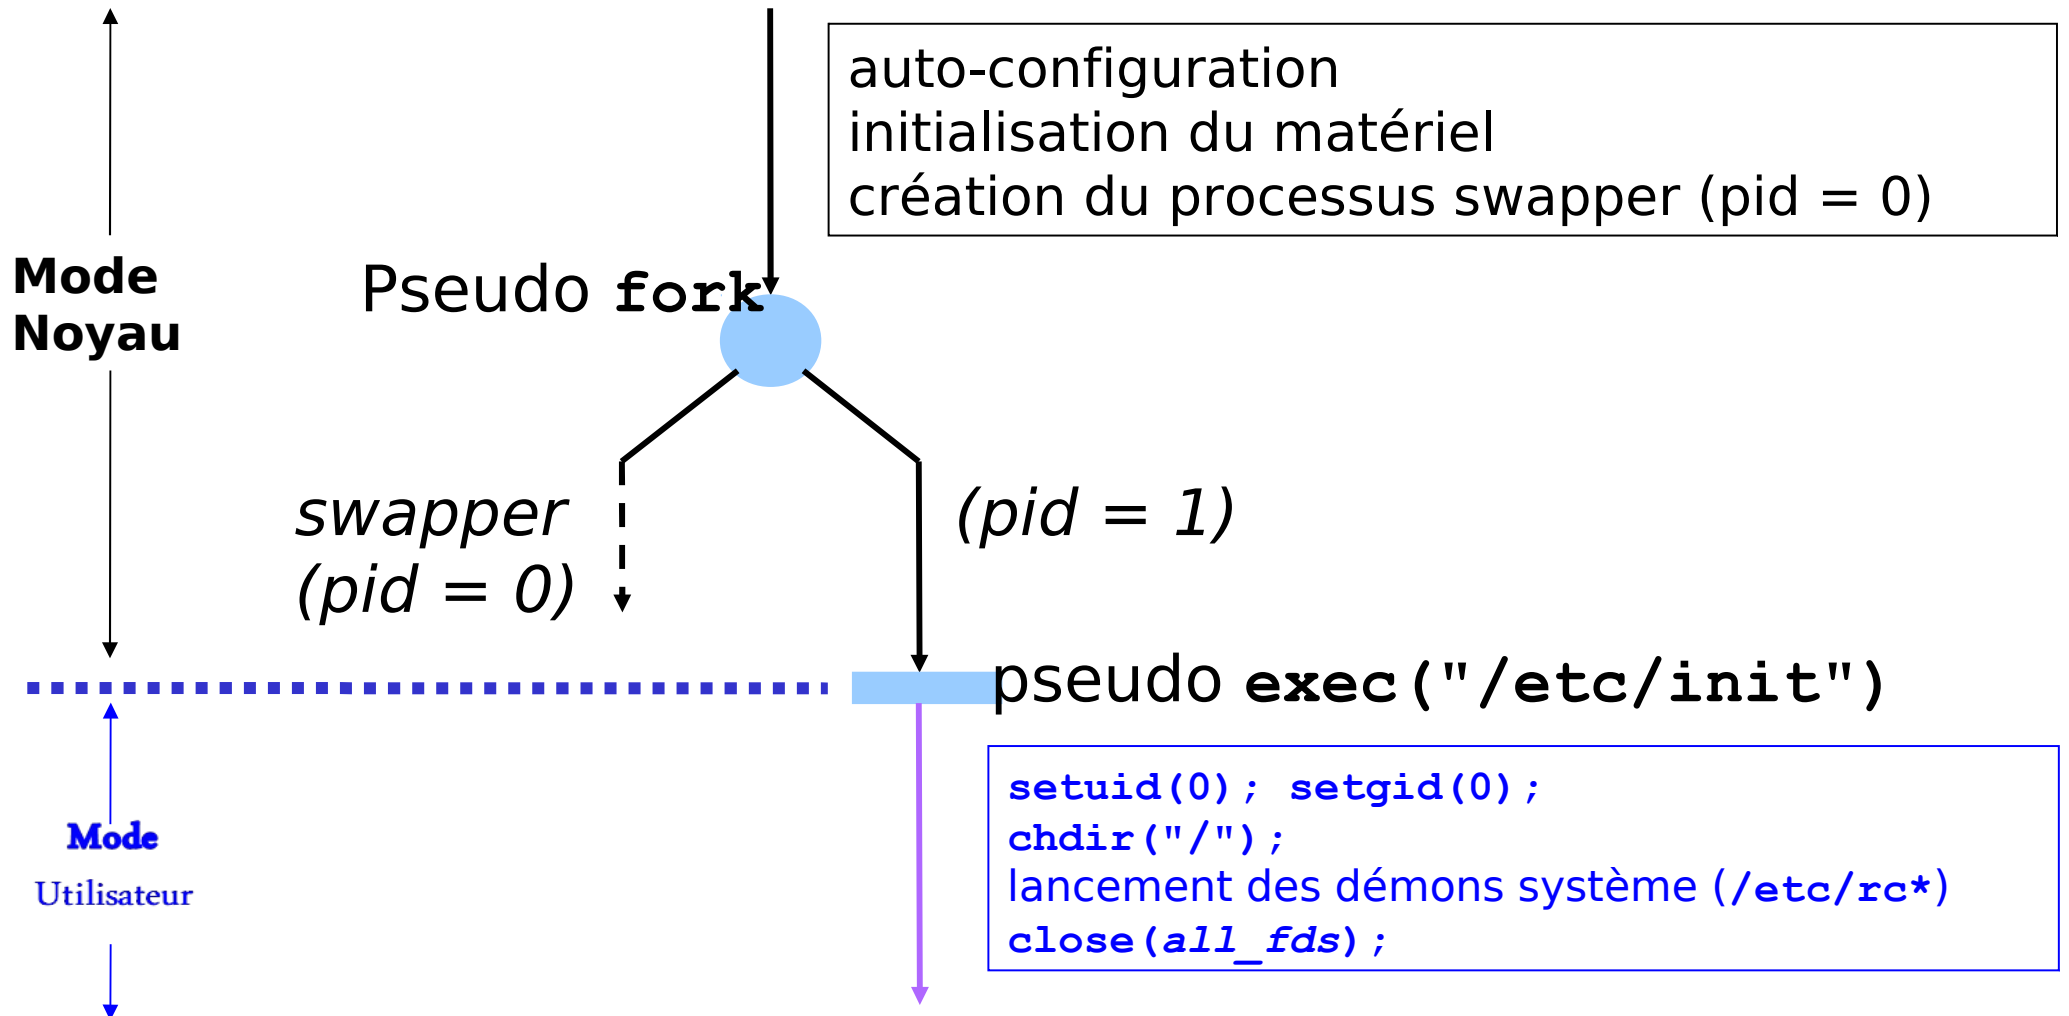 auto-configuration
initialisation du matériel
création du processus swapper (pid = 0)
Mode
Noyau
Pseudo fork
swapper
(pid = 0)
(pid = 1)
pseudo exec("/etc/init")
setuid(0); setgid(0);
chdir("/");
lancement des démons système (/etc/rc*)
close(all_fds);
Mode
Utilisateur